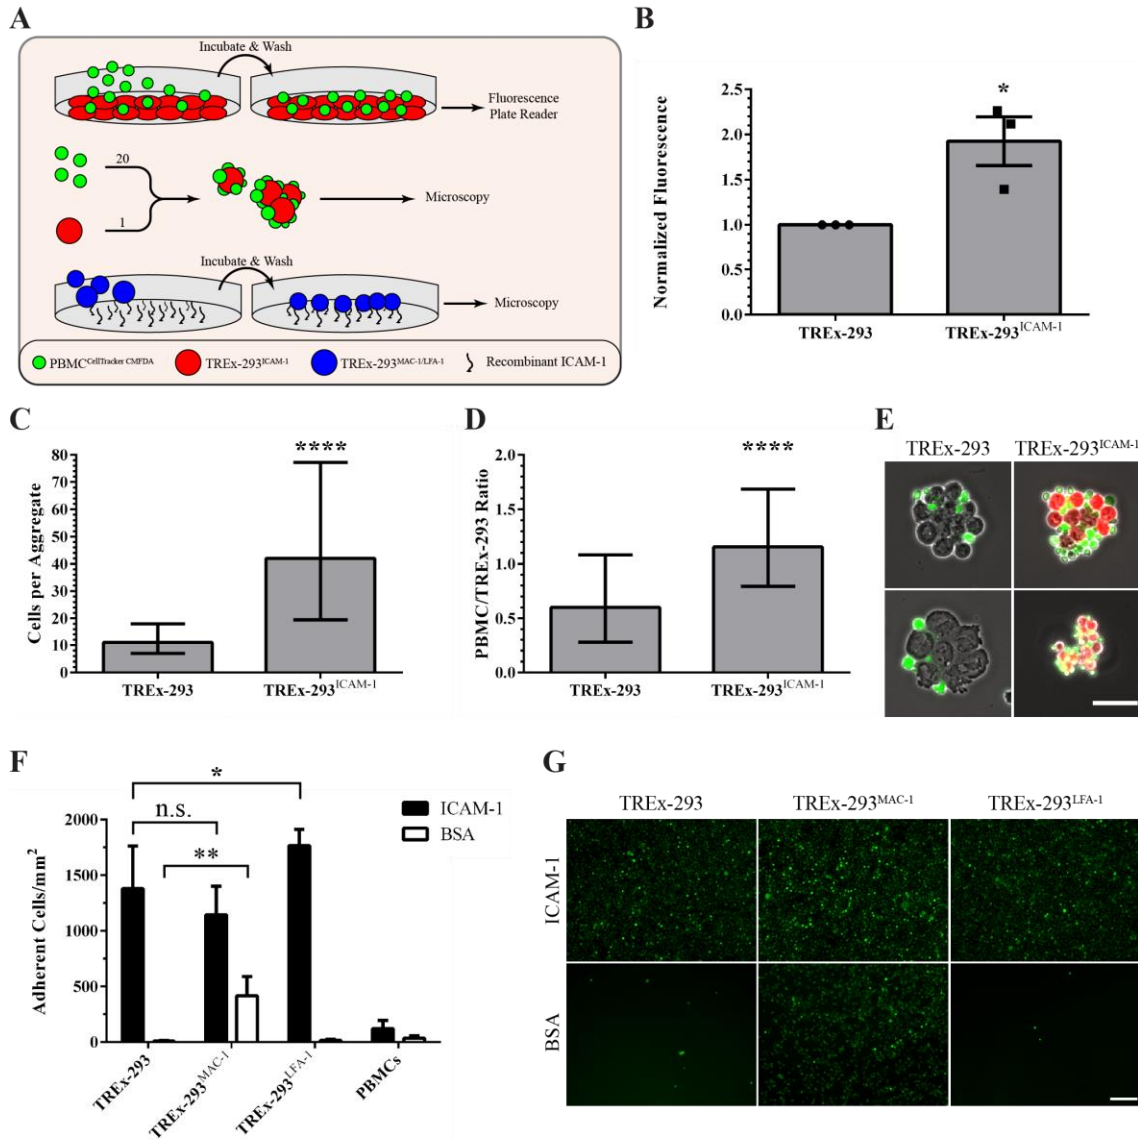 A
Incubate & Wash
Fluorescence
Plate Reader
20
1
Microscopy
Incubate & Wash
Microscopy
PBMC^CellTracker CMFDA TREx-293^ICAM-1 TREx-293^MAC-1/LFA-1 Recombinant ICAM-1
B
Normalized Fluorescence
2.5
2.0
1.5
1.0
0.5
0.0
*
TREx-293 TREx-293^ICAM-1
C
Cells per Aggregate
80
70
60
50
40
30
20
10
0
****
TREx-293 TREx-293^ICAM-1
D
PBMC/TREx-293 Ratio
2.0
1.5
1.0
0.5
0.0
****
TREx-293 TREx-293^ICAM-1
E
TREx-293 TREx-293^ICAM-1
F
Adherent Cells/mm²
2000
1500
1000
500
0
*
n.s.
**
ICAM-1
BSA
TREx-293
TREx-293^MAC-1
TREx-293^LFA-1
PBMCs
G
TREx-293 TREx-293^MAC-1 TREx-293^LFA-1
ICAM-1
BSA